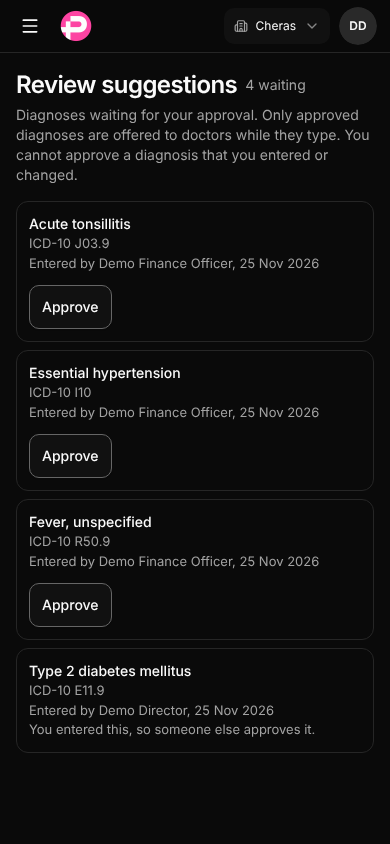 Cheras
DD
Review suggestions 4 waiting
Diagnoses waiting for your approval. Only approved
diagnoses are offered to doctors while they type. You
cannot approve a diagnosis that you entered or
changed.
Acute tonsillitis
ICD-10 J03.9
Entered by Demo Finance Officer, 25 Nov 2026
Approve
Essential hypertension
ICD-10 I10
Entered by Demo Finance Officer, 25 Nov 2026
Approve
Fever, unspecified
ICD-10 R50.9
Entered by Demo Finance Officer, 25 Nov 2026
Approve
Type 2 diabetes mellitus
ICD-10 E11.9
Entered by Demo Director, 25 Nov 2026
You entered this, so someone else approves it.